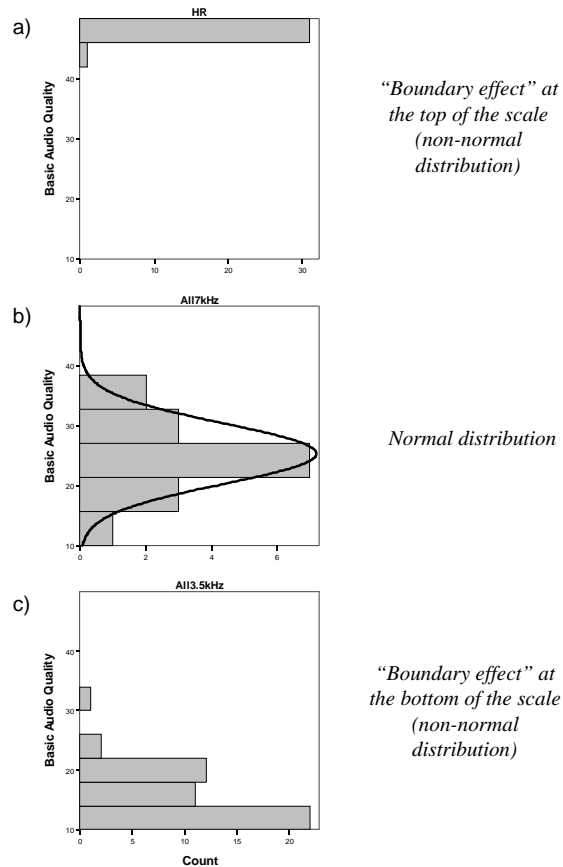 a)
HR
Basic Audio Quality
40
30
20
10
0
10
20
30
“Boundary effect” at
the top of the scale
(non-normal
distribution)
b)
All7kHz
Basic Audio Quality
40
30
20
10
0
2
4
6
Normal distribution
c)
All3.5kHz
Basic Audio Quality
40
30
20
10
0
5
10
15
20
Count
“Boundary effect” at
the bottom of the scale
(non-normal
distribution)